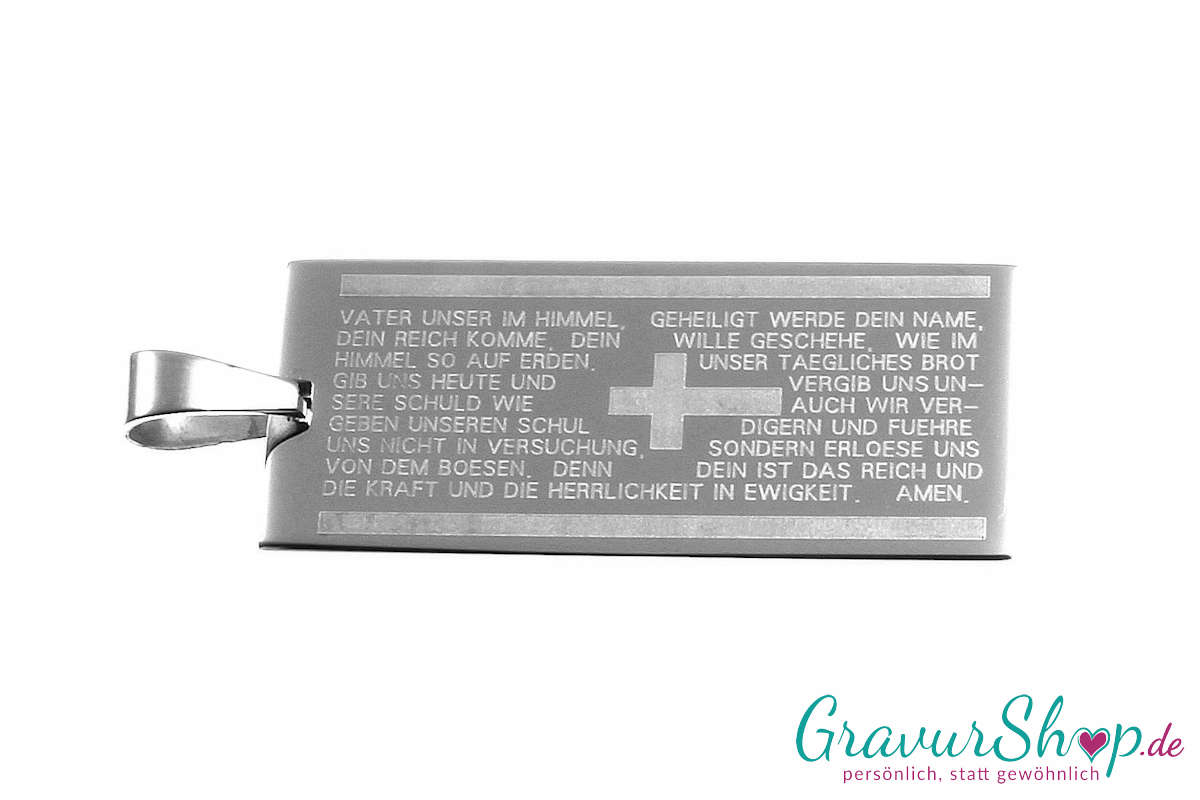 VATER UNSER IM HIMMEL, GEHEILIGT WERDE DEIN NAME,
DEIN REICH KOMME, DEIN WILLE GESCHEHE, WIE IM
HIMMEL SO AUF ERDEN. UNSER TAEGLICHES BROT
GIB UNS HEUTE UND VERGIB UNS UN–
SERE SCHULD WIE AUCH WIR VER–
GEBEN UNSEREN SCHUL DIGERN UND FUEHRE
UNS NICHT IN VERSUCHUNG, SONDERN ERLOESE UNS
VON DEM BOESEN. DENN DEIN IST DAS REICH UND
DIE KRAFT UND DIE HERRLICHKEIT IN EWIGKEIT. AMEN.
GravurShop.de
persönlich, statt gewöhnlich